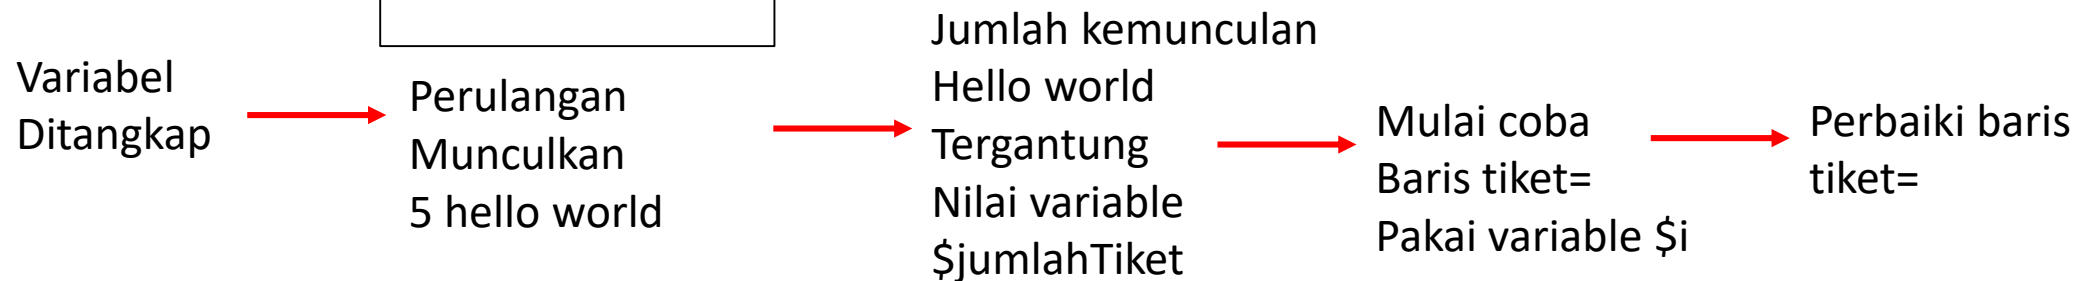 Variabel
Ditangkap
Perulangan
Munculkan
5 hello world
Jumlah kemunculan
Hello world
Tergantung
Nilai variable
$jumlahTiket
Mulai coba
Baris tiket=
Pakai variable $i
Perbaiki baris
tiket=